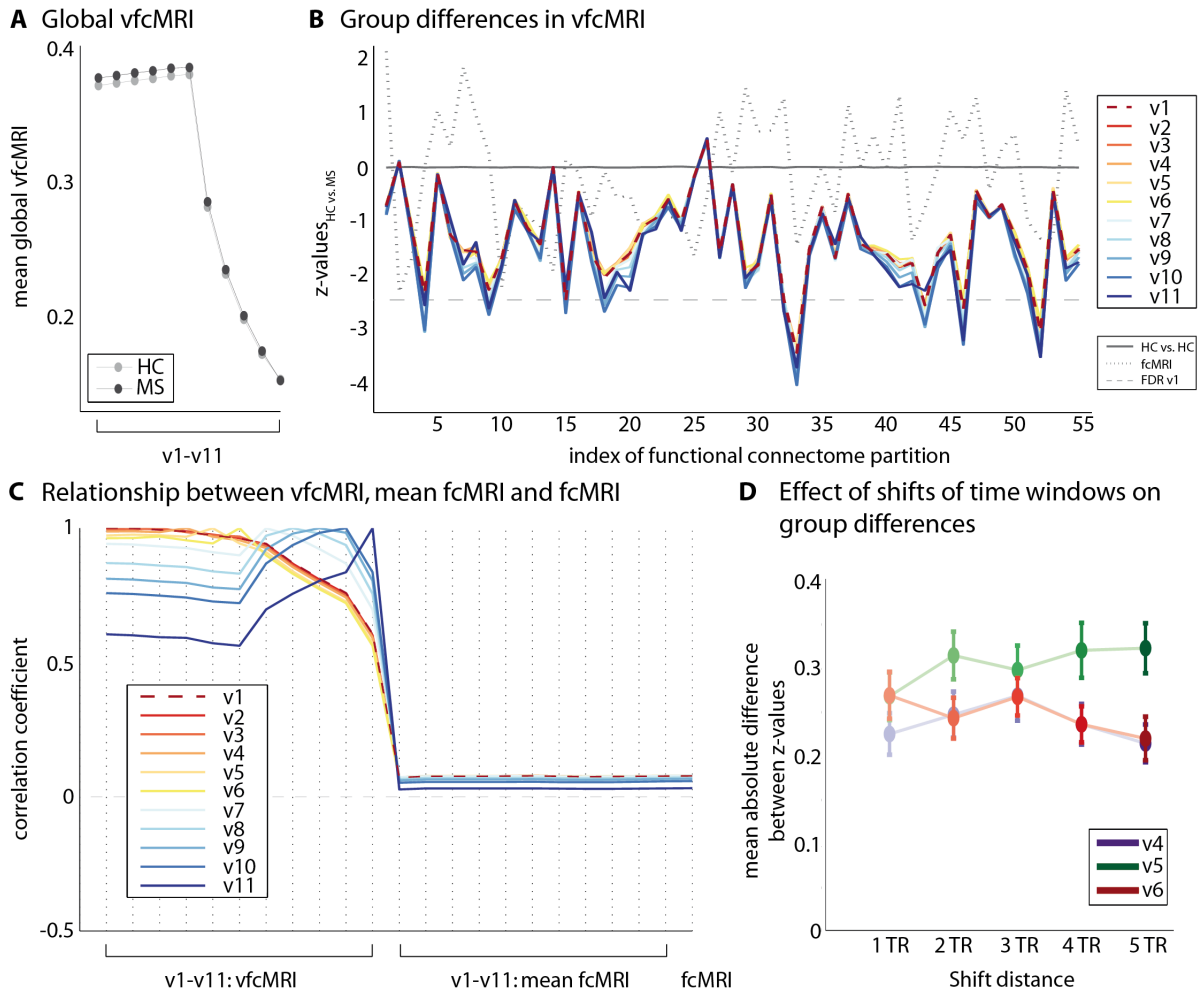 A Global vfcMRI
0.4
0.3
0.2
mean global vfcMRI
HC
MS
v1-v11
B Group differences in vfcMRI
2
1
0
-1
-2
-3
-4
z-values HC vs. MS
5 10 15 20 25 30 35 40 45 50 55
index of functional connectome partition
v1
v2
v3
v4
v5
v6
v7
v8
v9
v10
v11
HC vs. HC
fcMRI
FDR v1
C Relationship between vfcMRI, mean fcMRI and fcMRI
1
0.5
0
-0.5
correlation coefficient
v1
v2
v3
v4
v5
v6
v7
v8
v9
v10
v11
v1-v11: vfcMRI
v1-v11: mean fcMRI
fcMRI
D Effect of shifts of time windows on
group differences
0.4
0.3
0.2
0.1
0
mean absolute difference
between z-values
v4
v5
v6
1 TR 2 TR 3 TR 4 TR 5 TR
Shift distance